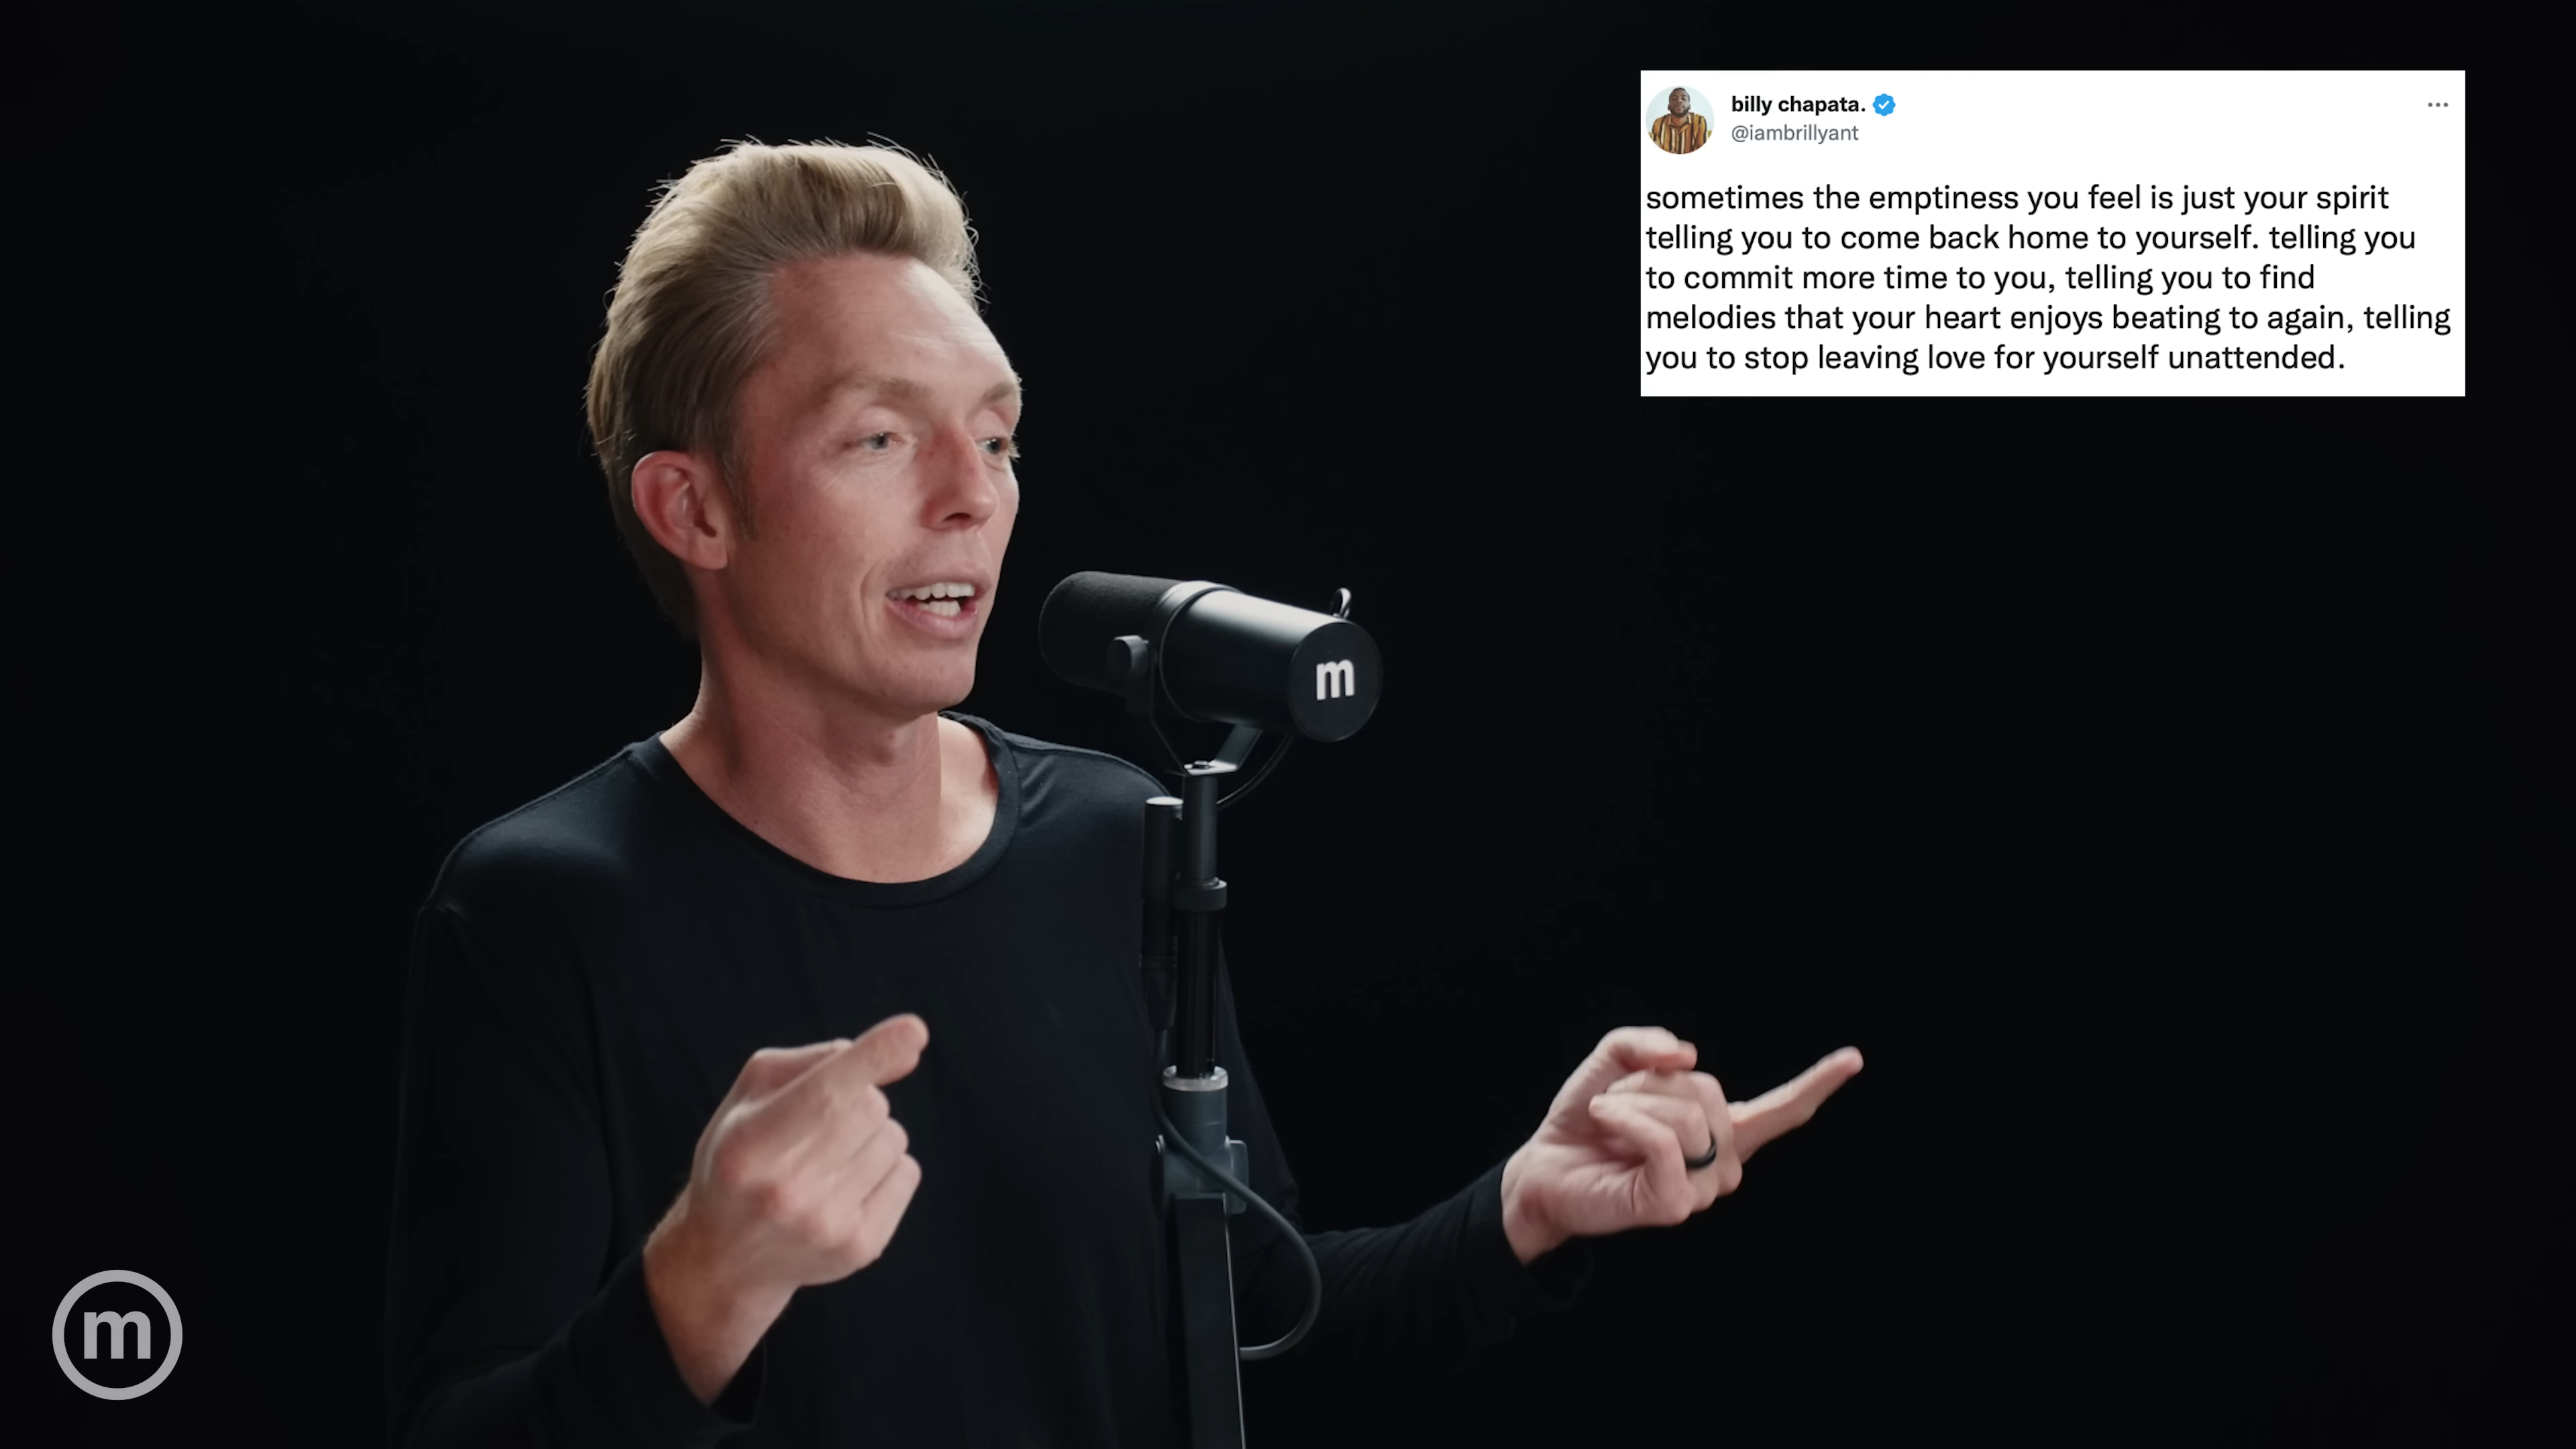 billy chapata.
@iambrillyant
sometimes the emptiness you feel is just your spirit
telling you to come back home to yourself. telling you
to commit more time to you, telling you to find
melodies that your heart enjoys beating to again, telling
you to stop leaving love for yourself unattended.
m
m